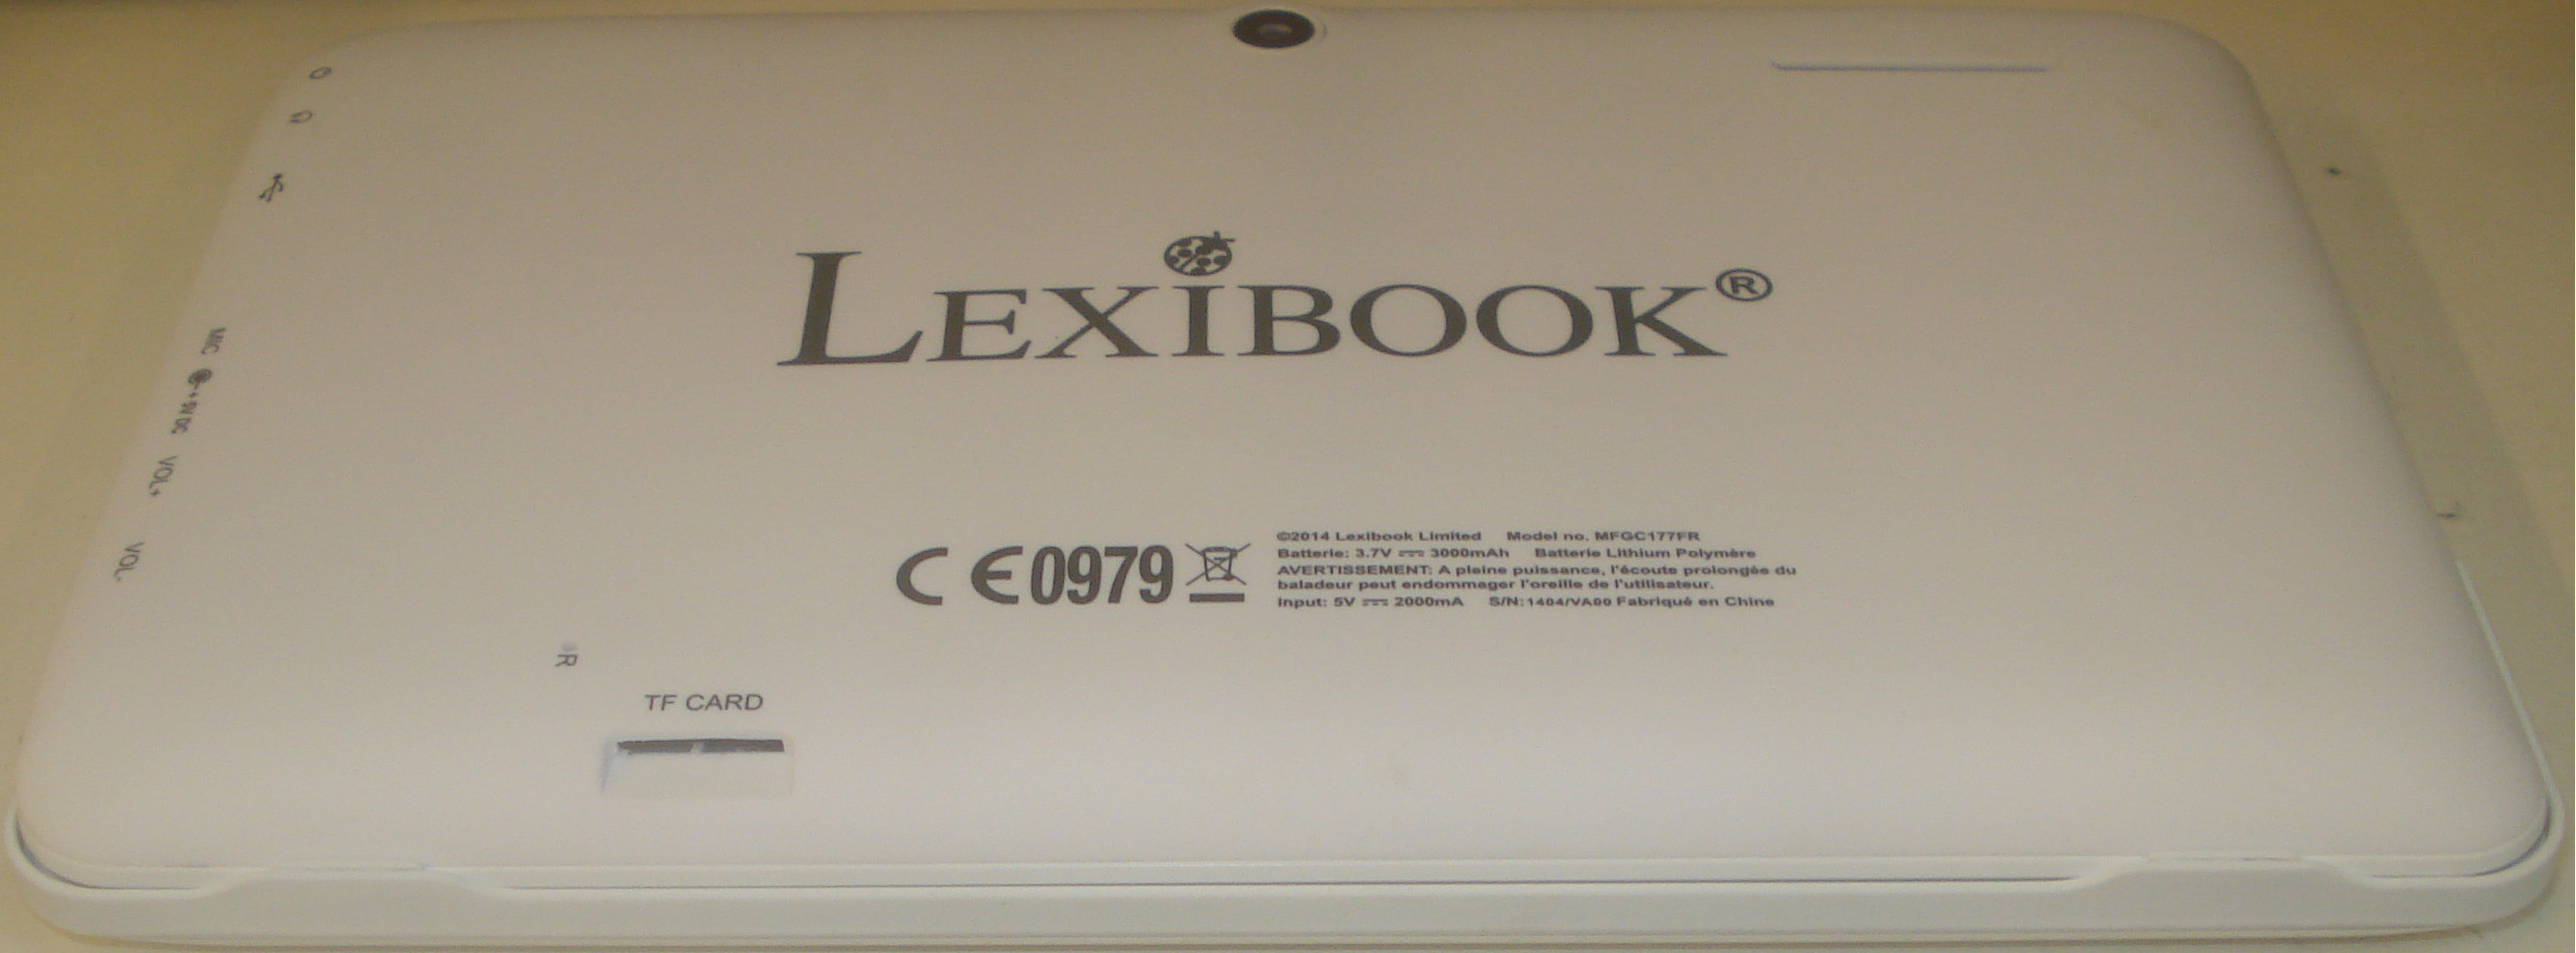 LEXIBOOK®
MIC
VOL+
VOL-
CE0979
©2014 Lexibook Limited Model no. MFGC177FR
Batterie: 3.7V 3000mAh Batterie Lithium Polymère
AVERTISSEMENT: A pleine puissance, l'écoute prolongée du
baladeur peut endommager l'oreille de l'utilisateur.
Input: 5V 2000mA S/N:1404/VA00 Fabriqué en Chine
R
TF CARD